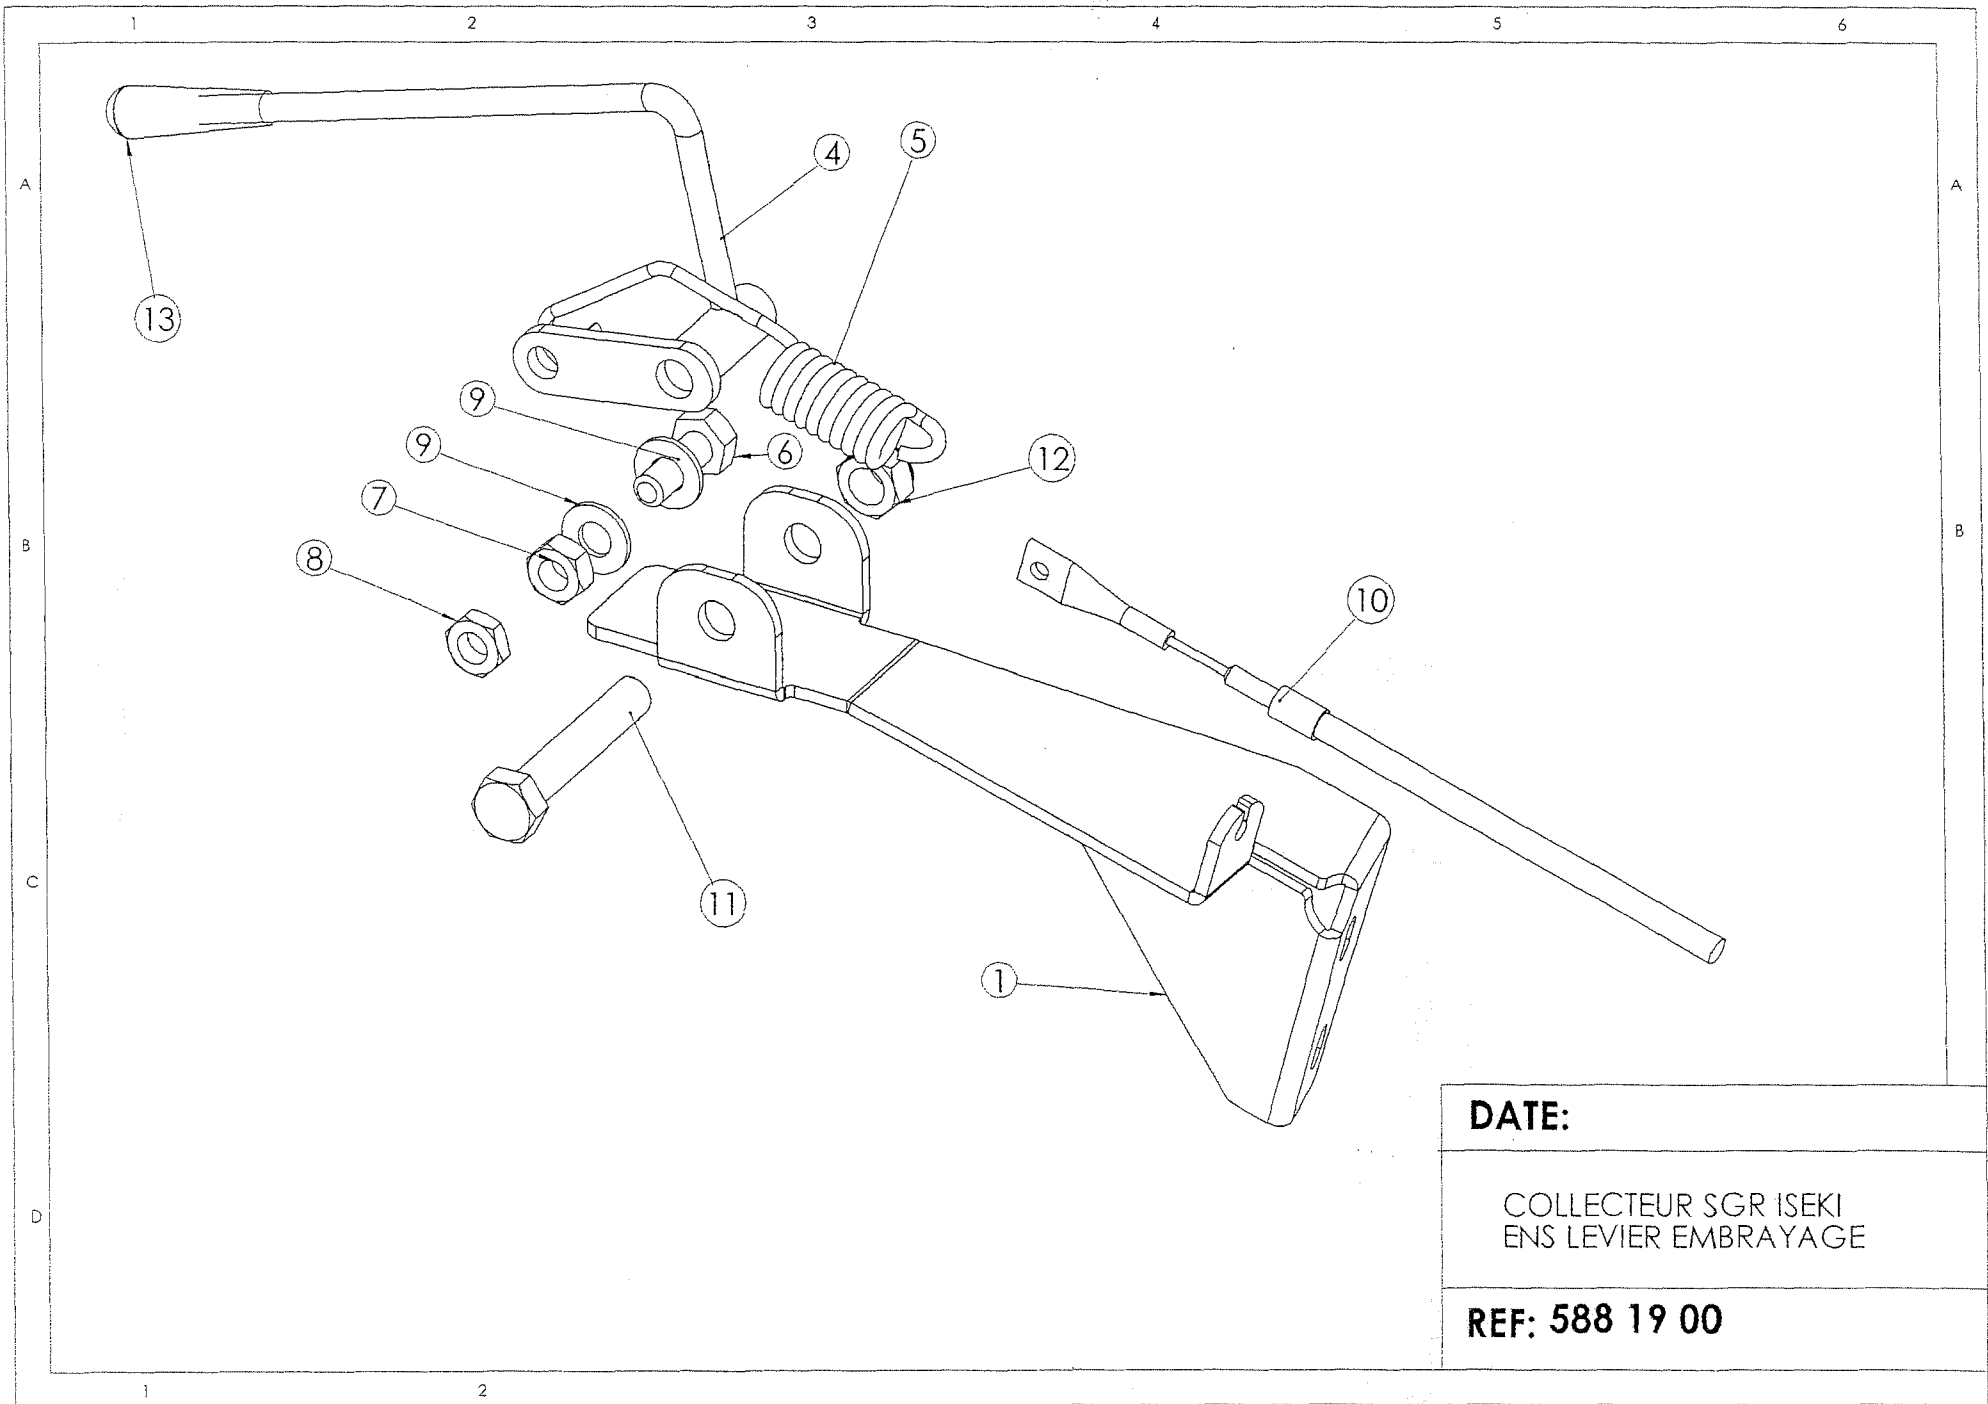 1 2 3 4 5 6
A A
4
5
13
9
6
9
12
7
B B
8
10
C
11
1
DATE:
COLLECTEUR SGR ISEKI
ENS LEVIER EMBRAYAGE
D
REF: 588 19 00
1 2